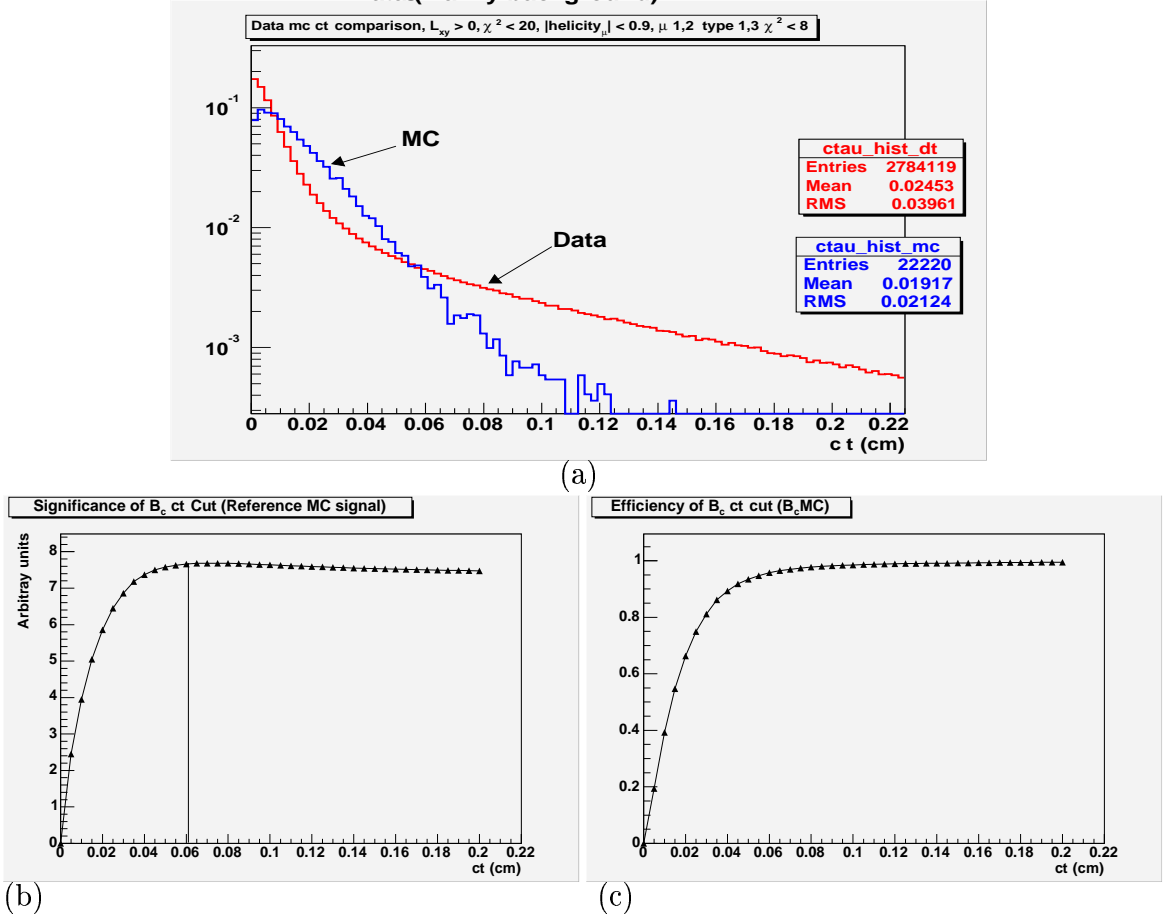 Data mc ct comparison, Lxy > 0, χ² < 20, |helicityμ| < 0.9, μ 1,2 type 1,3 χ² < 8
10⁻¹
10⁻²
10⁻³
MC
Data
ctau_hist_dt
Entries 2784119
Mean 0.02453
RMS 0.03961
ctau_hist_mc
Entries 22220
Mean 0.01917
RMS 0.02124
0 0.02 0.04 0.06 0.08 0.1 0.12 0.14 0.16 0.18 0.2 0.22
c t (cm)
(a)
Significance of Bc ct Cut (Reference MC signal)
Arbitray units
8
7
6
5
4
3
2
1
0
0 0.02 0.04 0.06 0.08 0.1 0.12 0.14 0.16 0.18 0.2 0.22
ct (cm)
(b)
Efficiency of Bc ct cut (BcMC)
1
0.8
0.6
0.4
0.2
0
0 0.02 0.04 0.06 0.08 0.1 0.12 0.14 0.16 0.18 0.2 0.22
ct (cm)
(c)